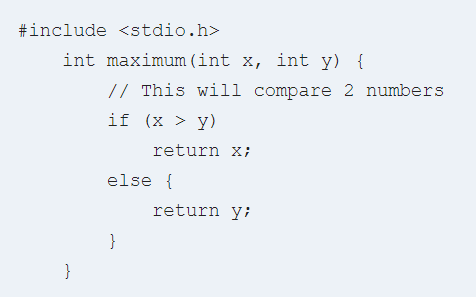 #include <stdio.h>
    int maximum(int x, int y) {
        // This will compare 2 numbers
        if (x > y)
            return x;
        else {
            return y;
        }
    }